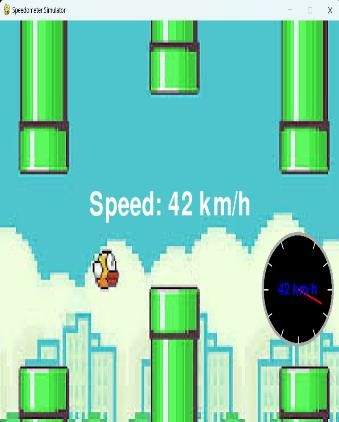 Speedometer Simulator
Speed: 42 km/h
42 km/h